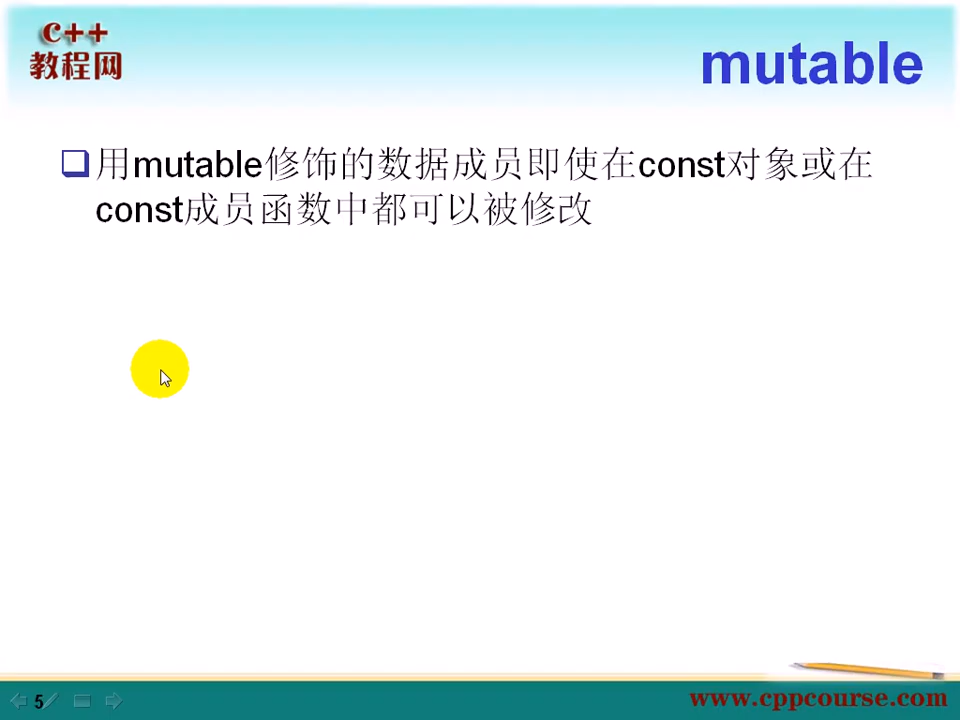 C++
教程网
mutable
用mutable修饰的数据成员即使在const对象或在
const成员函数中都可以被修改
5
www.cppcourse.com